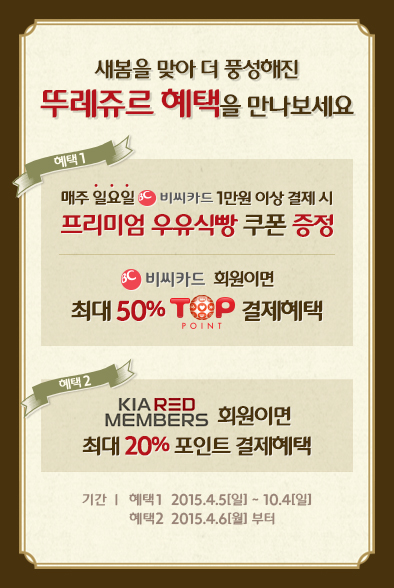 새봄을 맞아 더 풍성해진
뚜레쥬르 혜택을 만나보세요
혜택1
매주 일요일 BC 비씨카드 1만원 이상 결제 시
프리미엄 우유식빵 쿠폰 증정
BC 비씨카드 회원이면
최대 50% TOP POINT 결제혜택
혜택2
KIA RED
MEMBERS 회원이면
최대 20% 포인트 결제혜택
기간 | 혜택1 2015.4.5[일] ~ 10.4[일]
혜택2 2015.4.6[월] 부터